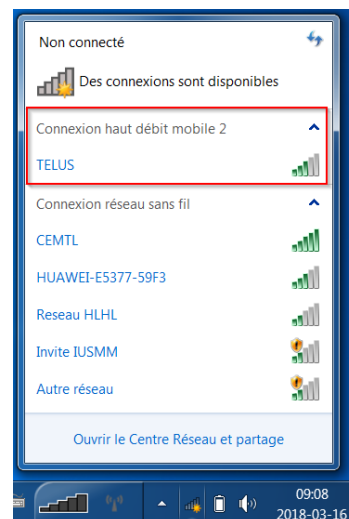 Non connecté
Des connexions sont disponibles
Connexion haut débit mobile 2
TELUS
Connexion réseau sans fil
CEMTL
HUAWEI-E5377-59F3
Reseau HLHL
Invite IUSMM
Autre réseau
Ouvrir le Centre Réseau et partage
09:08
2018-03-16